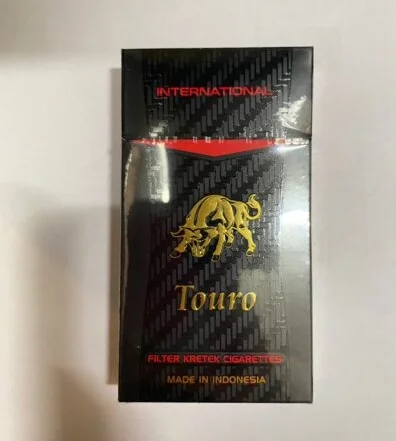 INTERNATIONAL
Touro
FILTER KRETEK CIGARETTES
MADE IN INDONESIA